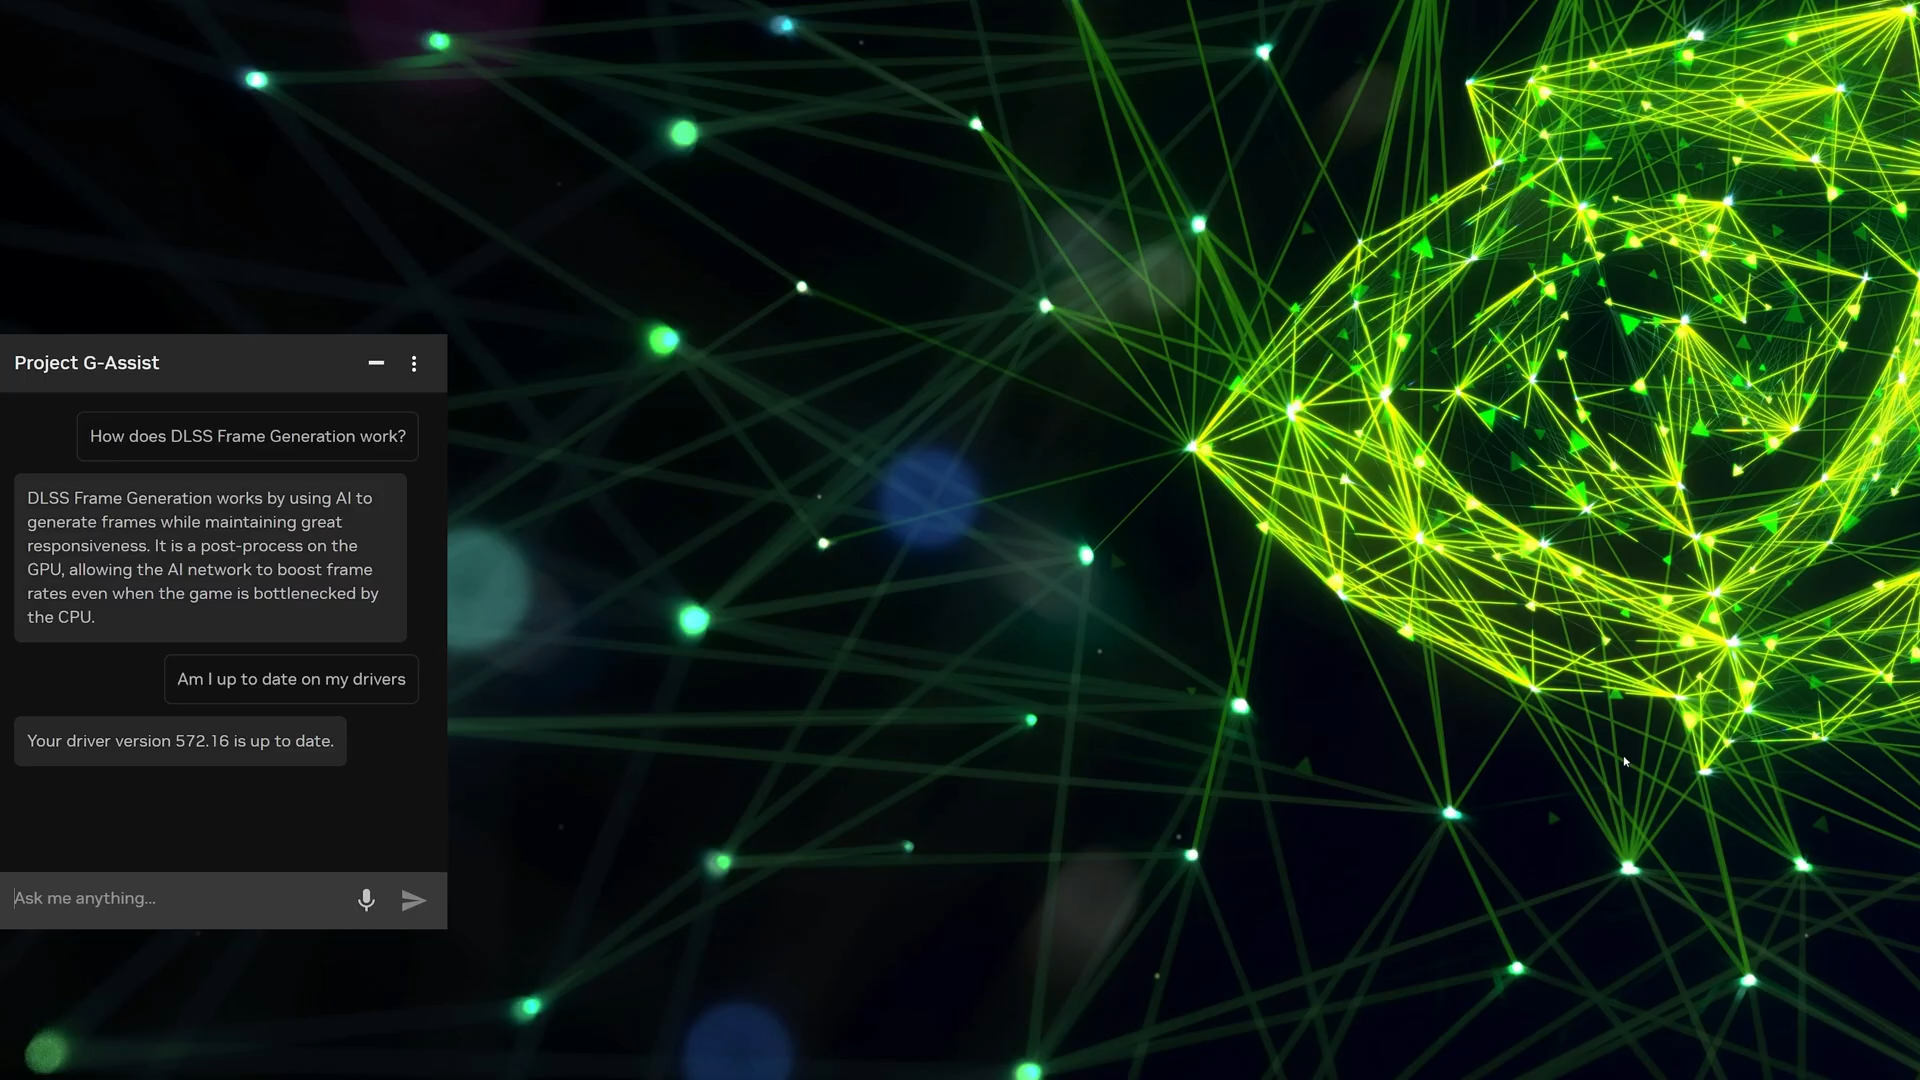 Project G-Assist
How does DLSS Frame Generation work?
DLSS Frame Generation works by using AI to
generate frames while maintaining great
responsiveness. It is a post-process on the
GPU, allowing the AI network to boost frame
rates even when the game is bottlenecked by
the CPU.
Am I up to date on my drivers
Your driver version 572.16 is up to date.
Ask me anything...